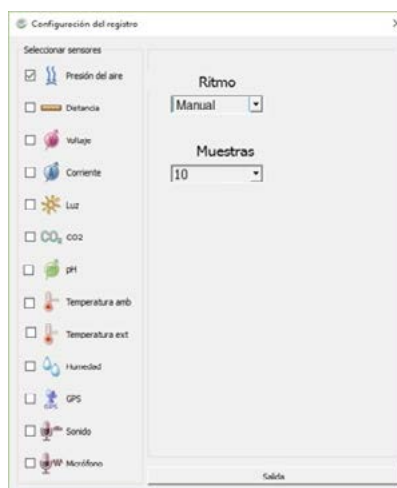 Configuración del registro
Seleccionar sensores
Presión del aire
Distancia
Voltaje
Corriente
Luz
CO₂ CO2
pH
Temperatura amb
Temperatura ext
Humedad
GPS
Sonido
Micrófono
Ritmo
Manual
Muestras
10
Salida